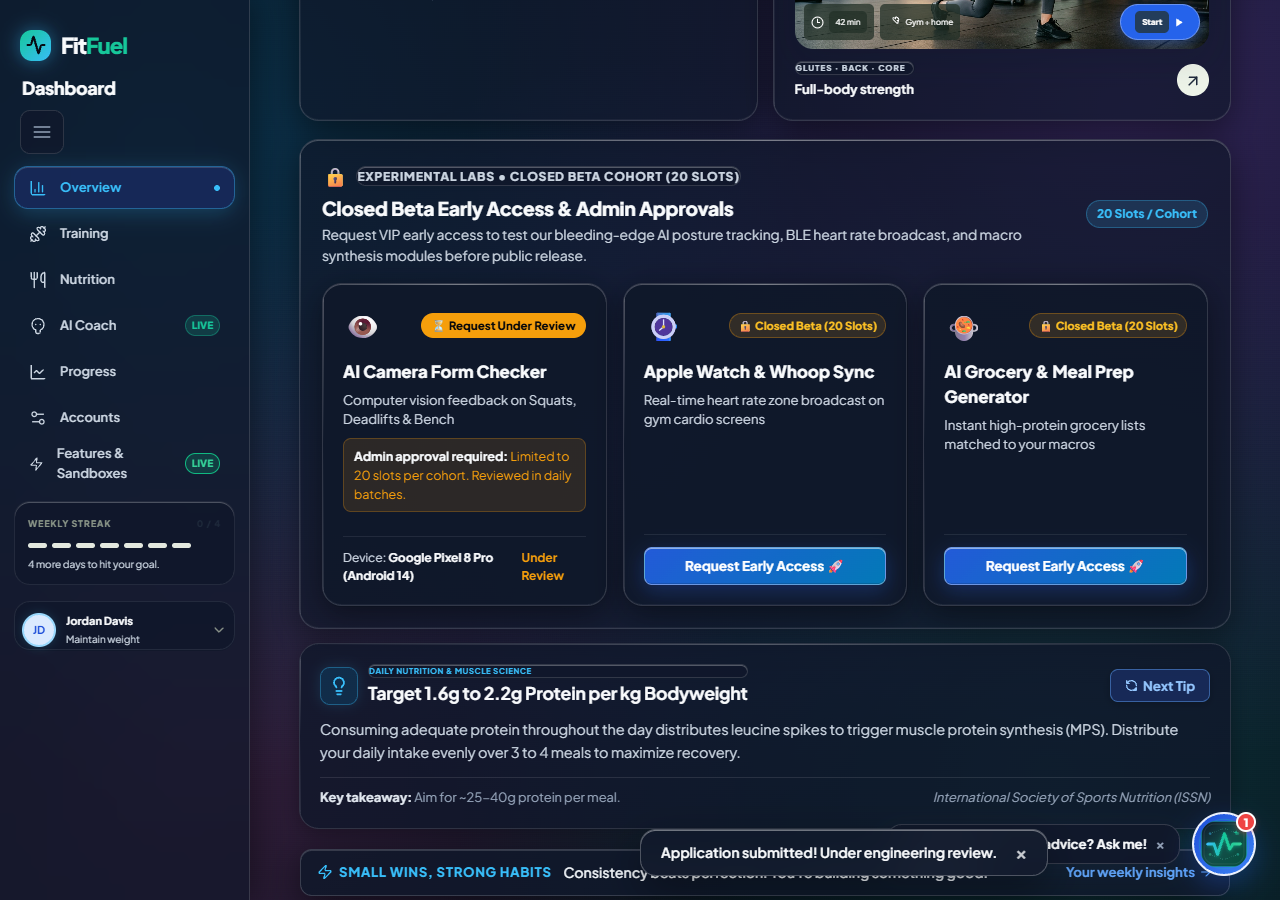 FitFuel
Dashboard
Overview
Training
Nutrition
AI Coach
LIVE
Progress
Accounts
Features &
Sandboxes
LIVE
WEEKLY STREAK
0 / 4
4 more days to hit your goal.
JD
Jordan Davis
Maintain weight
42 min
Gym + home
Start
GLUTES · BACK · CORE
Full-body strength
EXPERIMENTAL LABS • CLOSED BETA COHORT (20 SLOTS)
Closed Beta Early Access & Admin Approvals
Request VIP early access to test our bleeding-edge AI posture tracking, BLE heart rate broadcast, and macro
synthesis modules before public release.
20 Slots / Cohort
Request Under Review
AI Camera Form Checker
Computer vision feedback on Squats,
Deadlifts & Bench
Admin approval required: Limited to
20 slots per cohort. Reviewed in daily
batches.
Device: Google Pixel 8 Pro
(Android 14)
Under
Review
Closed Beta (20 Slots)
Apple Watch & Whoop Sync
Real-time heart rate zone broadcast on
gym cardio screens
Request Early Access 🚀
Closed Beta (20 Slots)
AI Grocery & Meal Prep
Generator
Instant high-protein grocery lists
matched to your macros
Request Early Access 🚀
DAILY NUTRITION & MUSCLE SCIENCE
Target 1.6g to 2.2g Protein per kg Bodyweight
Next Tip
Consuming adequate protein throughout the day distributes leucine spikes to trigger muscle protein synthesis (MPS). Distribute
your daily intake evenly over 3 to 4 meals to maximize recovery.
Key takeaway: Aim for ~25–40g protein per meal.
International Society of Sports Nutrition (ISSN)
Application submitted! Under engineering review. ×
advice? Ask me! ×
1
SMALL WINS, STRONG HABITS
Consistency beats perfection. You're building something good.
Your weekly insights →